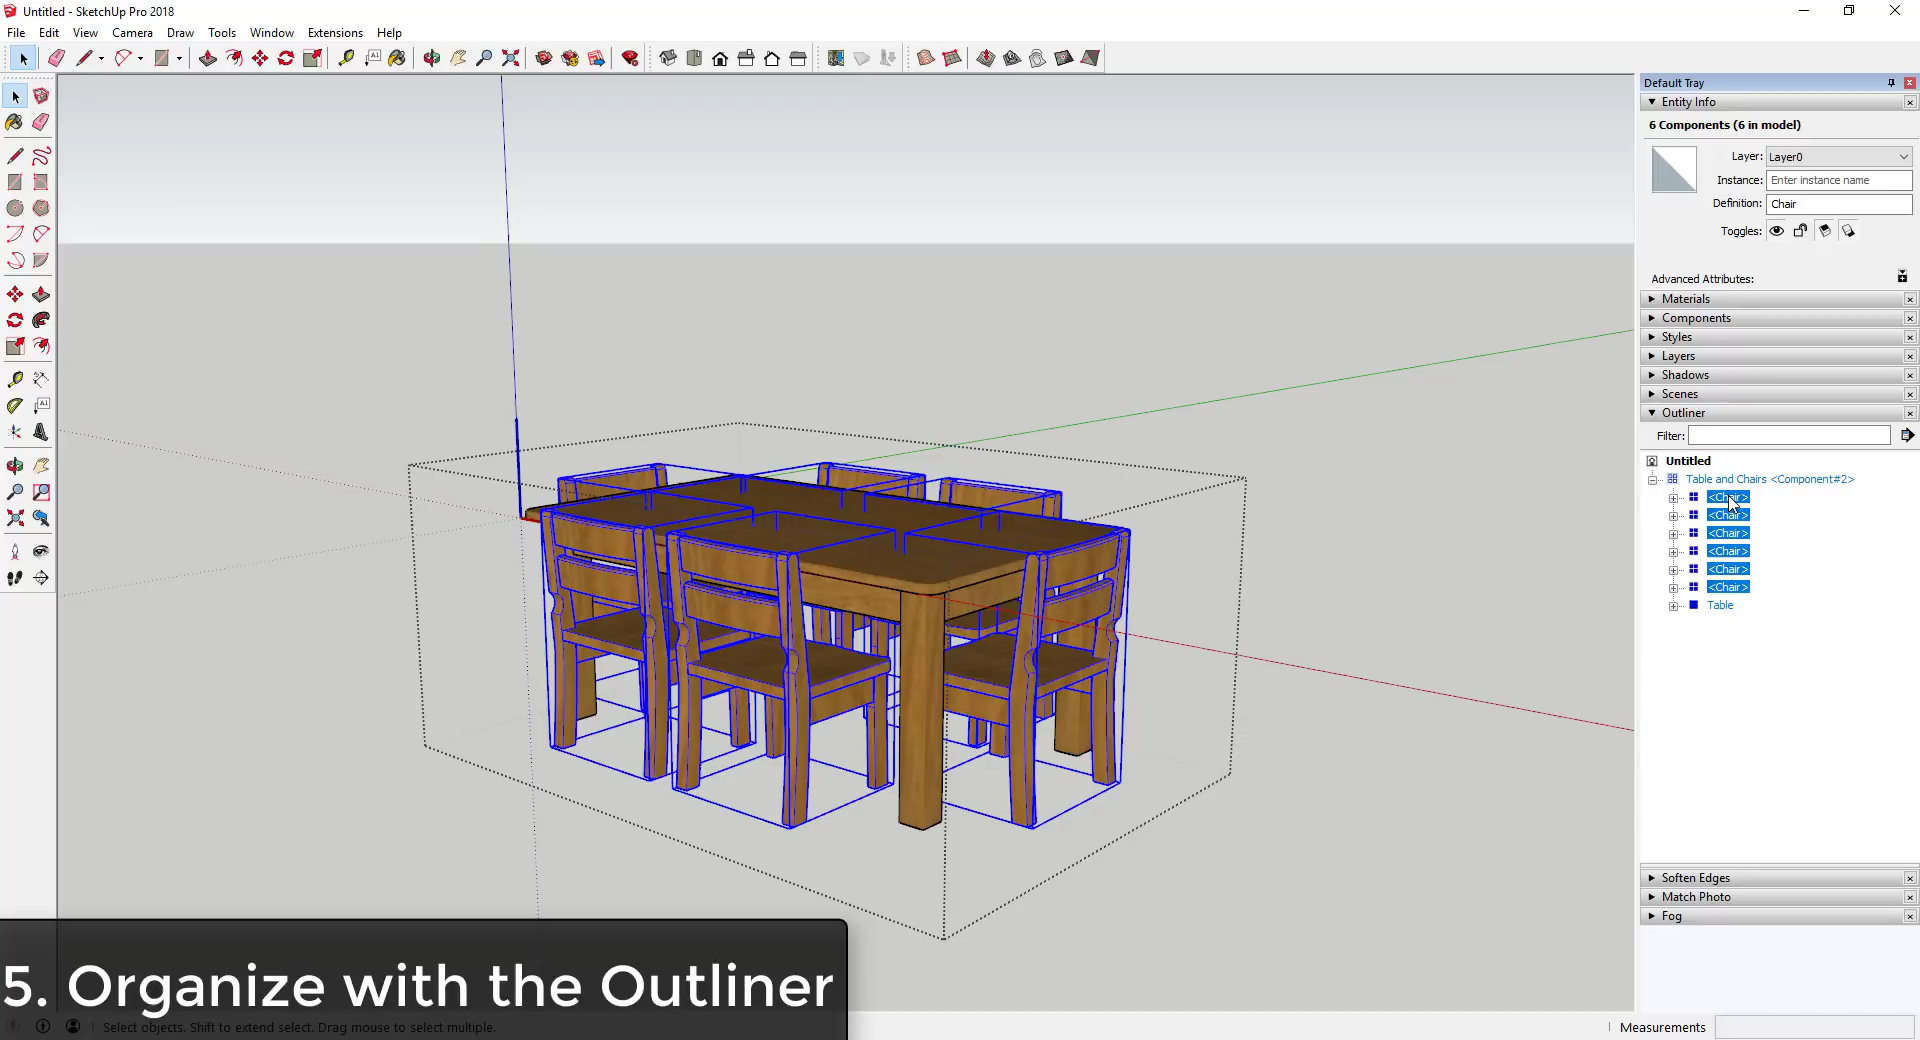 Untitled - SketchUp Pro 2018
File Edit View Camera Draw Tools Window Extensions Help
Default Tray
Entity Info
6 Components (6 in model)
Layer: Layer0
Instance: Enter instance name
Definition: Chair
Toggles:
Advanced Attributes:
Materials
Components
Styles
Layers
Shadows
Scenes
Outliner
Filter:
Untitled
Table and Chairs <Component#2>
<Chair>
<Chair>
<Chair>
<Chair>
<Chair>
<Chair>
Table
Soften Edges
Match Photo
Fog
5. Organize with the Outliner
Select objects. Shift to extend select. Drag mouse to select multiple.
Measurements